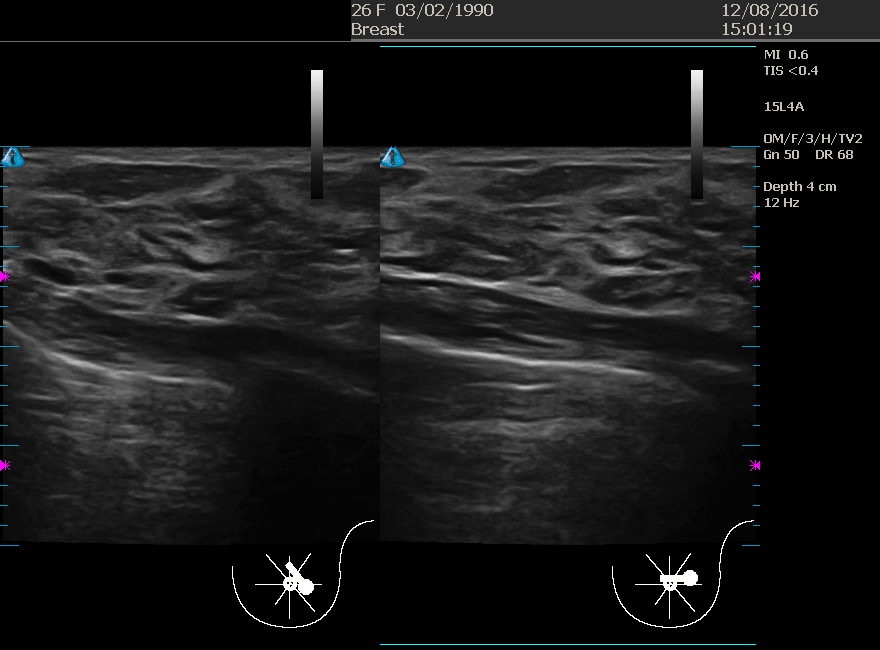 26 F 03/02/1990 12/08/2016
Breast 15:01:19
MI 0.6
TIS <0.4
15L4A
OM/F/3/H/TV2
Gn 50 DR 68
Depth 4 cm
12 Hz